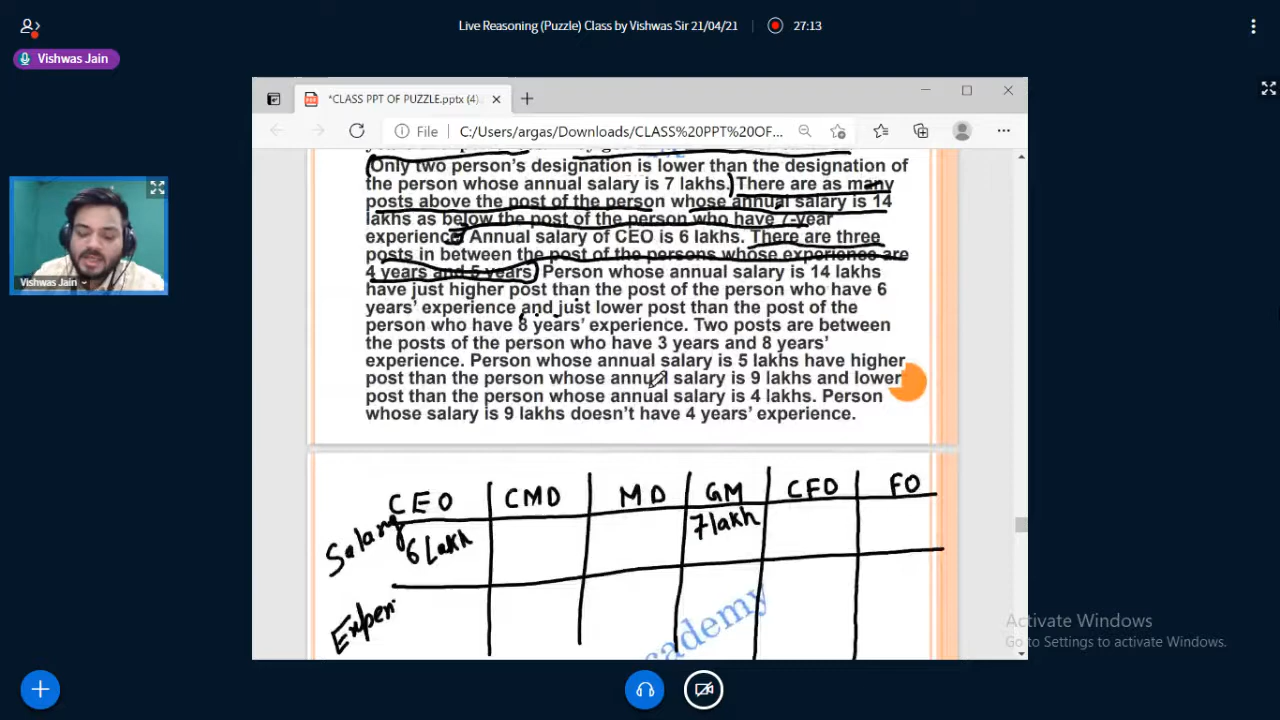 Live Reasoning (Puzzle) Class by Vishwas Sir 21/04/21
27:13
Vishwas Jain
*CLASS PPT OF PUZZLE.pptx (4).
File
C:/Users/argas/Downloads/CLASS%20PPT%20OF...
Only two person's designation is lower than the designation of
the person whose annual salary is 7 lakhs. There are as many
posts above the post of the person whose annual salary is 14
lakhs as below the post of the person who have 7-year
experience. Annual salary of CEO is 6 lakhs. There are three
posts in between the post of the persons whose experience are
4 years and 5 years. Person whose annual salary is 14 lakhs
have just higher post than the post of the person who have 6
years' experience and just lower post than the post of the
person who have 8 years' experience. Two posts are between
the posts of the person who have 3 years and 8 years'
experience. Person whose annual salary is 5 lakhs have higher
post than the person whose annual salary is 9 lakhs and lower
post than the person whose annual salary is 4 lakhs. Person
whose salary is 9 lakhs doesn't have 4 years' experience.
Vishwas Jain
CEO CMD MD GM CFO FO
Salary 6 Lakh 7 lakh
Experi
cademy
Activate Windows
Go to Settings to activate Windows.